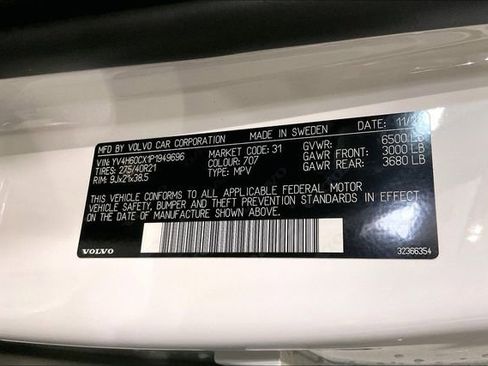 MFD BY VOLVO CAR CORPORATION MADE IN SWEDEN DATE: 11/22
VIN: YV4H60CX1P1949696 MARKET CODE: 31 GVWR: 6500 LB
TIRES: 275/40R21 COLOUR: 707 GAWR FRONT: 3000 LB
RIM: 9Jx21x38.5 TYPE: MPV GAWR REAR: 3680 LB
THIS VEHICLE CONFORMS TO ALL APPLICABLE FEDERAL MOTOR
VEHICLE SAFETY, BUMPER AND THEFT PREVENTION STANDARDS IN EFFECT
ON THE DATE OF MANUFACTURE SHOWN ABOVE.
VOLVO 32366354